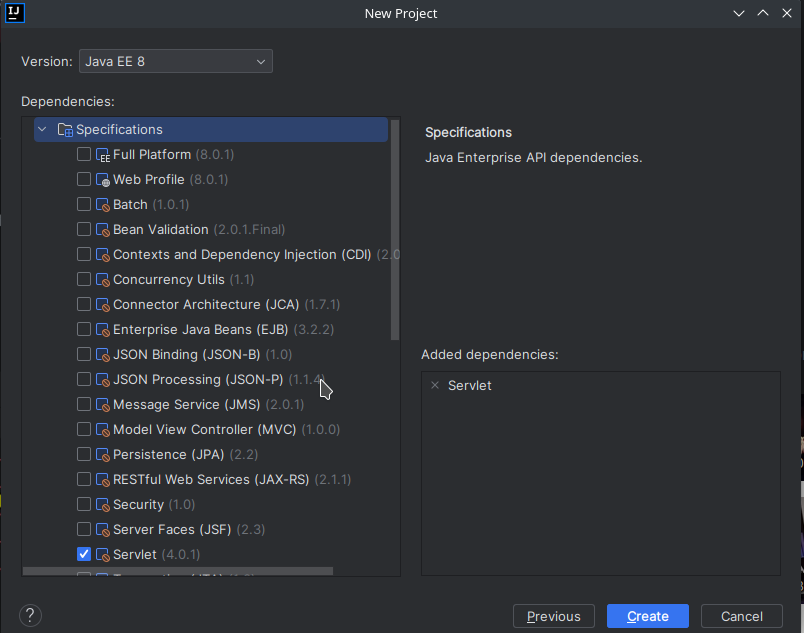 IJ
New Project
Version: Java EE 8
Dependencies:
Specifications
Full Platform (8.0.1)
Web Profile (8.0.1)
Batch (1.0.1)
Bean Validation (2.0.1.Final)
Contexts and Dependency Injection (CDI) (2.0
Concurrency Utils (1.1)
Connector Architecture (JCA) (1.7.1)
Enterprise Java Beans (EJB) (3.2.2)
JSON Binding (JSON-B) (1.0)
JSON Processing (JSON-P) (1.1.4)
Message Service (JMS) (2.0.1)
Model View Controller (MVC) (1.0.0)
Persistence (JPA) (2.2)
RESTful Web Services (JAX-RS) (2.1.1)
Security (1.0)
Server Faces (JSF) (2.3)
Servlet (4.0.1)
Specifications
Java Enterprise API dependencies.
Added dependencies:
× Servlet
? Previous Create Cancel